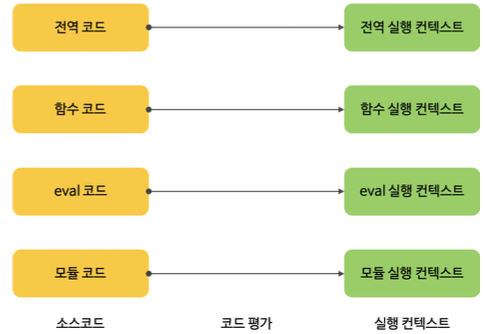 전역 코드
전역 실행 컨텍스트
함수 코드
함수 실행 컨텍스트
eval 코드
eval 실행 컨텍스트
모듈 코드
모듈 실행 컨텍스트
소스코드
코드 평가
실행 컨텍스트